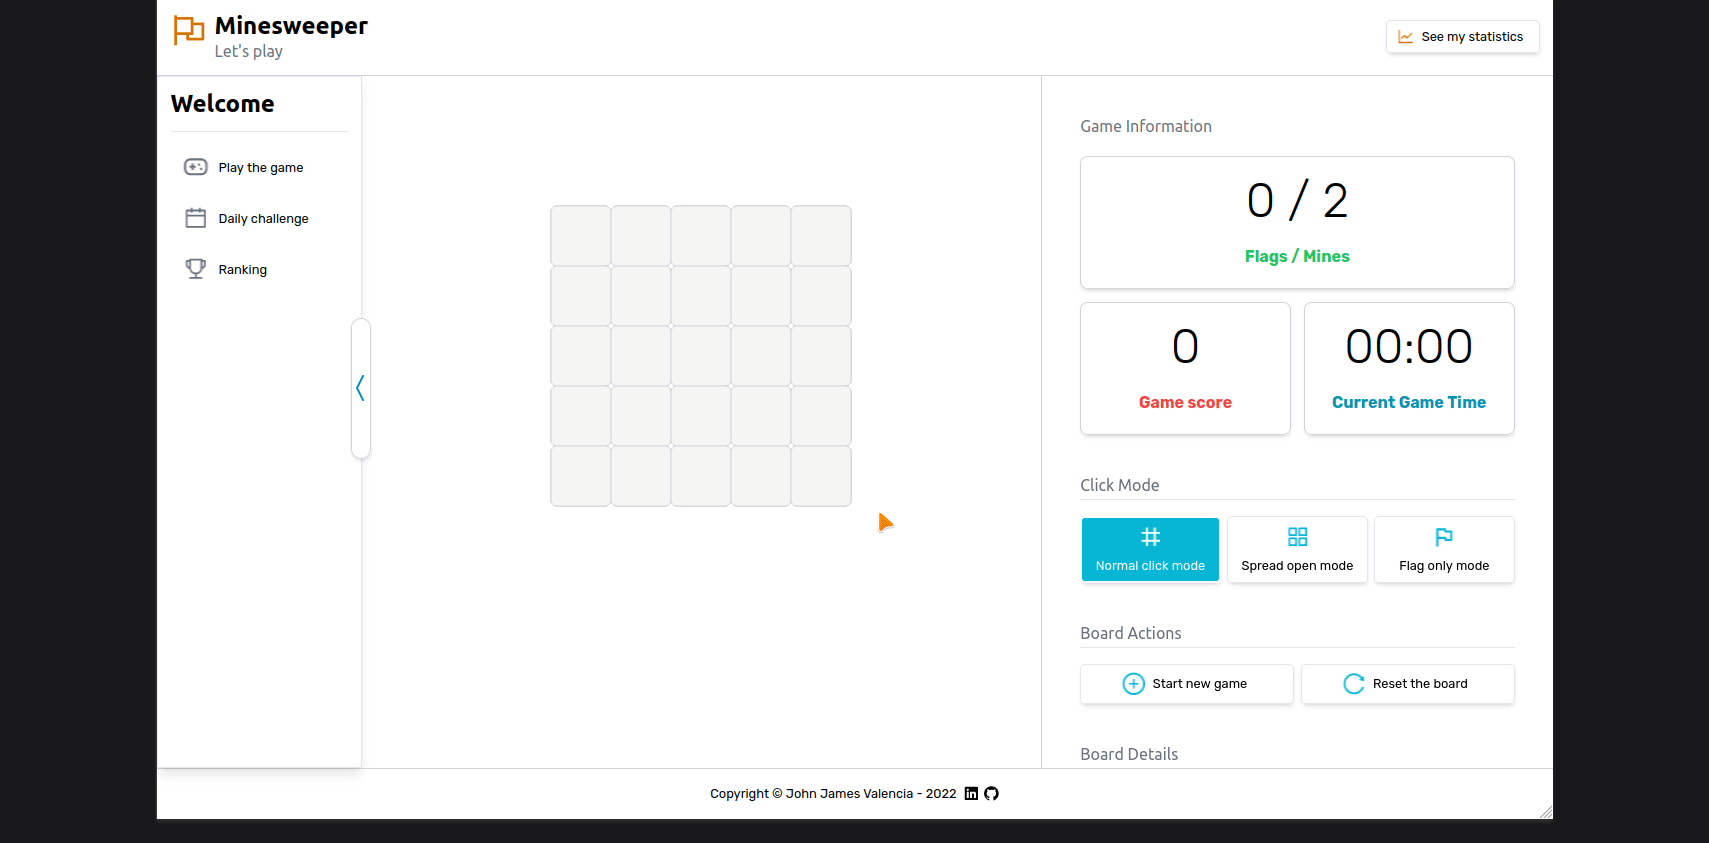 Minesweeper
Let's play
See my statistics
Welcome
Play the game
Daily challenge
Ranking
Game Information
0 / 2
Flags / Mines
0
Game score
00:00
Current Game Time
Click Mode
Normal click mode
Spread open mode
Flag only mode
Board Actions
Start new game
Reset the board
Board Details
Copyright © John James Valencia - 2022